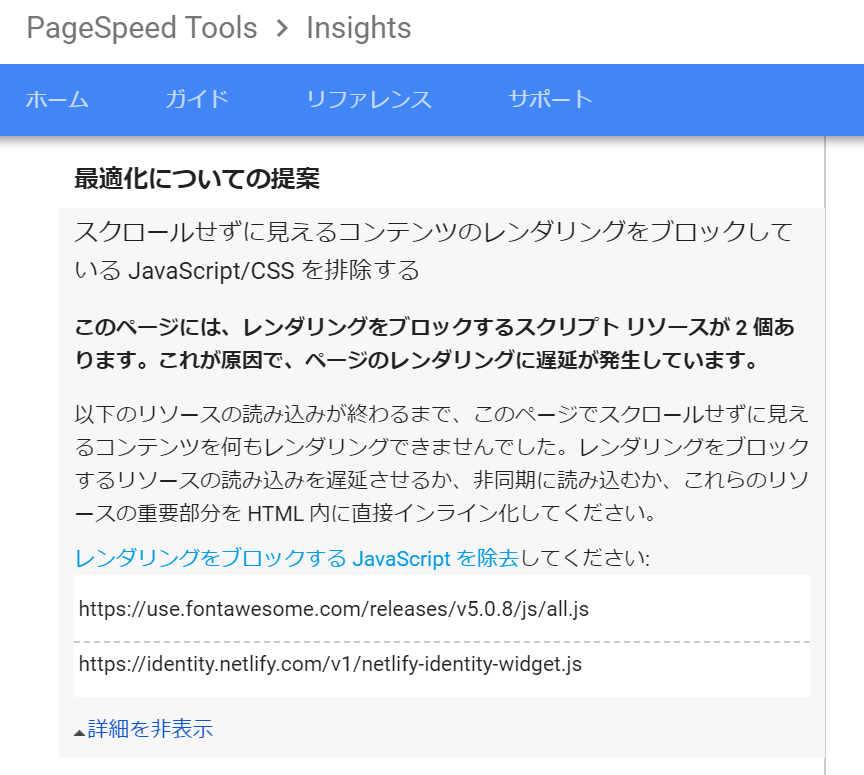 PageSpeed Tools > Insights
ホーム ガイド リファレンス サポート
最適化についての提案
スクロールせずに見えるコンテンツのレンダリングをブロックして
いる JavaScript/CSS を排除する
このページには、レンダリングをブロックするスクリプト リソースが 2 個あ
ります。これが原因で、ページのレンダリングに遅延が発生しています。
以下のリソースの読み込みが終わるまで、このページでスクロールせずに見え
るコンテンツを何もレンダリングできませんでした。レンダリングをブロック
するリソースの読み込みを遅延させるか、非同期に読み込むか、これらのリソ
ースの重要部分を HTML 内に直接インライン化してください。
レンダリングをブロックする JavaScript を除去してください:
https://use.fontawesome.com/releases/v5.0.8/js/all.js
https://identity.netlify.com/v1/netlify-identity-widget.js
詳細を非表示